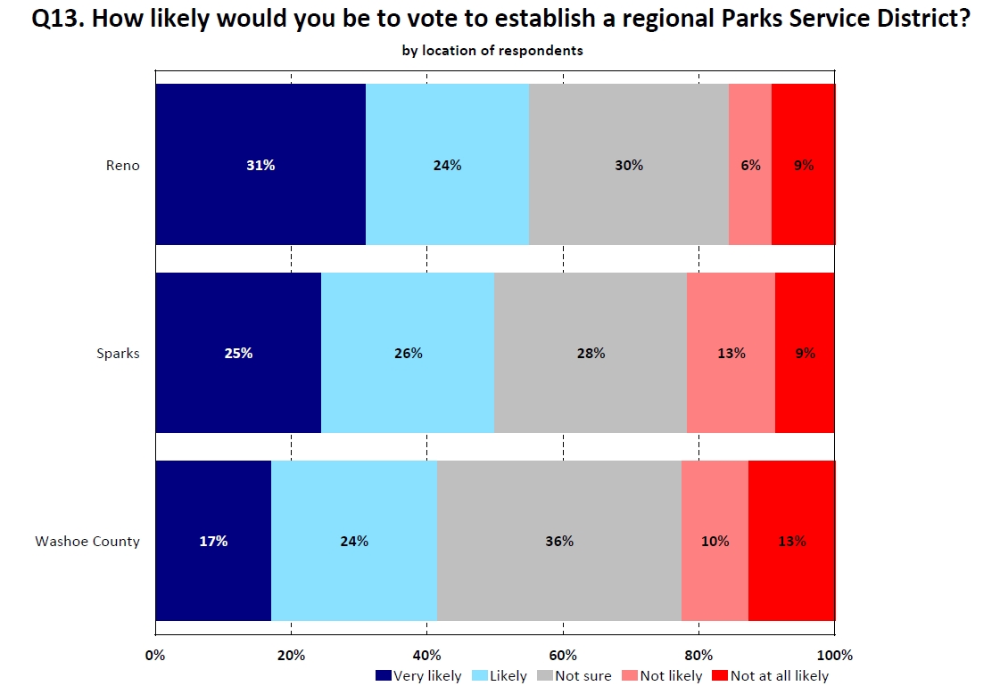 Q13. How likely would you be to vote to establish a regional Parks Service District?
by location of respondents
Reno
31%
24%
30%
6%
9%
Sparks
25%
26%
28%
13%
9%
Washoe County
17%
24%
36%
10%
13%
0%
20%
40%
60%
80%
100%
Very likely
Likely
Not sure
Not likely
Not at all likely